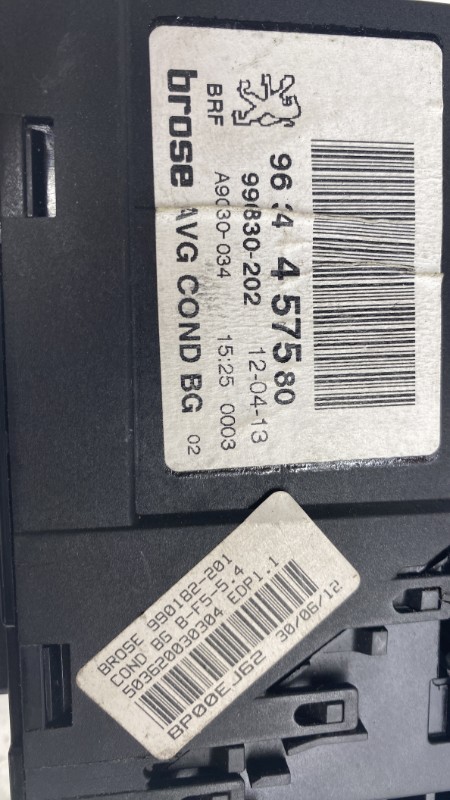 96 4 4 575 80
830-202 12-04-13
BRF A9030-034 15:25 0003
brose AVG COND BG 02
BROSE 990182-201
COND BG B-F5-5.4
503620030304 EDP1.1
BP00EJ62 30/06/12